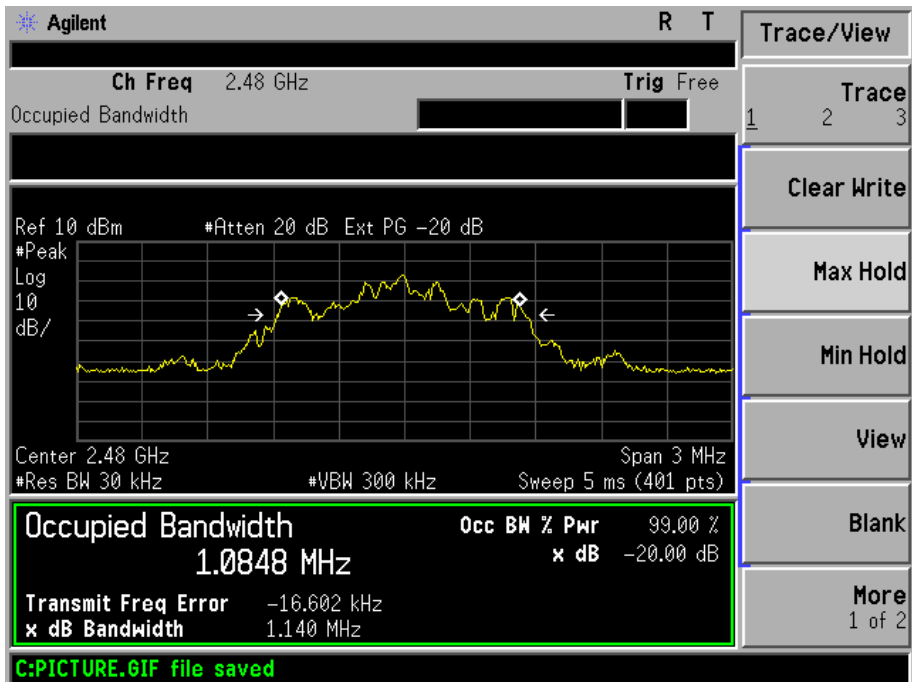 Agilent R T
Ch Freq 2.48 GHz Trig Free
Occupied Bandwidth
Ref 10 dBm #Atten 20 dB Ext PG -20 dB
#Peak
Log
10
dB/
Center 2.48 GHz Span 3 MHz
#Res BW 30 kHz #VBW 300 kHz Sweep 5 ms (401 pts)
Occupied Bandwidth Occ BW % Pwr 99.00 %
1.0848 MHz x dB -20.00 dB
Transmit Freq Error -16.602 kHz
x dB Bandwidth 1.140 MHz
C:PICTURE.GIF file saved
Trace/View
Trace
1 2 3
Clear Write
Max Hold
Min Hold
View
Blank
More
1 of 2